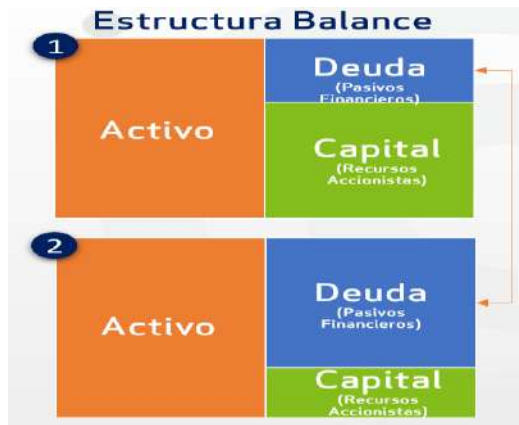 Estructura Balance
1
Activo
Deuda
(Pasivos
Financieros)
Capital
(Recursos
Accionistas)
2
Activo
Deuda
(Pasivos
Financieros)
Capital
(Recursos
Accionistas)